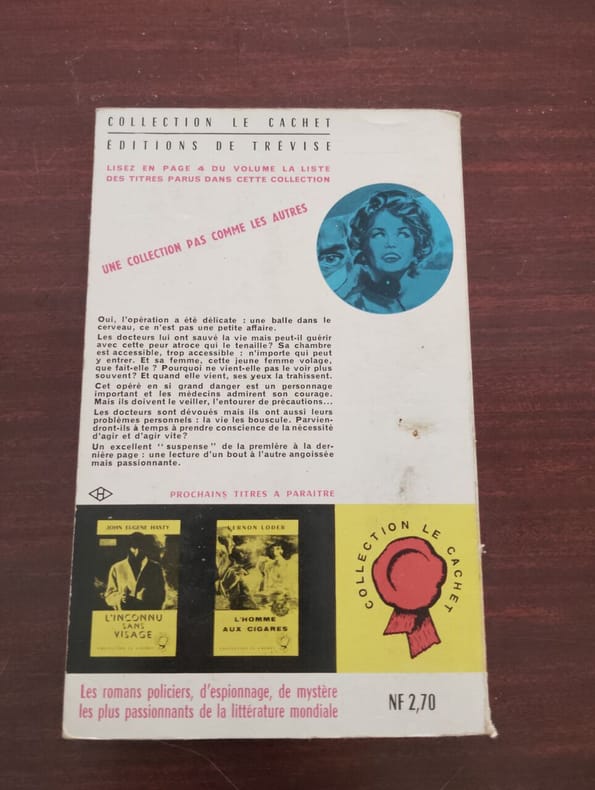 COLLECTION LE CACHET
ÉDITIONS DE TRÉVISE
LISEZ EN PAGE 4 DU VOLUME LA LISTE
DES TITRES PARUS DANS CETTE COLLECTION
UNE COLLECTION PAS COMME LES AUTRES
Oui, l'opération a été délicate : une balle dans le
cerveau, ce n'est pas une petite affaire.
Les docteurs lui ont sauvé la vie mais peut-il guérir
avec cette peur atroce qui le tenaille? Sa chambre
est accessible, trop accessible : n'importe qui peut
y entrer. Et sa femme, cette jeune femme volage,
que fait-elle ? Pourquoi ne vient-elle pas le voir plus
souvent? Et quand elle vient, ses yeux la trahissent.
Cet opéré en si grand danger est un personnage
important et les médecins admirent son courage.
Mais ils doivent le veiller, l'entourer de précautions...
Les docteurs sont dévoués mais ils ont aussi leurs
problèmes personnels : la vie les bouscule. Parvien-
dront-ils à temps à prendre conscience de la nécessité
d'agir et d'agir vite?
Un excellent "suspense" de la première à la der-
nière page : une lecture d'un bout à l'autre angoissée
mais passionnante.
H
PROCHAINS TITRES A PARAITRE
JOHN EUGENE HASTY
L'INCONNU
SANS
VISAGE
COLLECTION LE CACHET
VERNON LODER
L'HOMME
AUX CIGARES
COLLECTION LE CACHET
COLLECTION LE CACHET
Les romans policiers, d'espionnage, de mystère
les plus passionnants de la littérature mondiale
NF 2,70